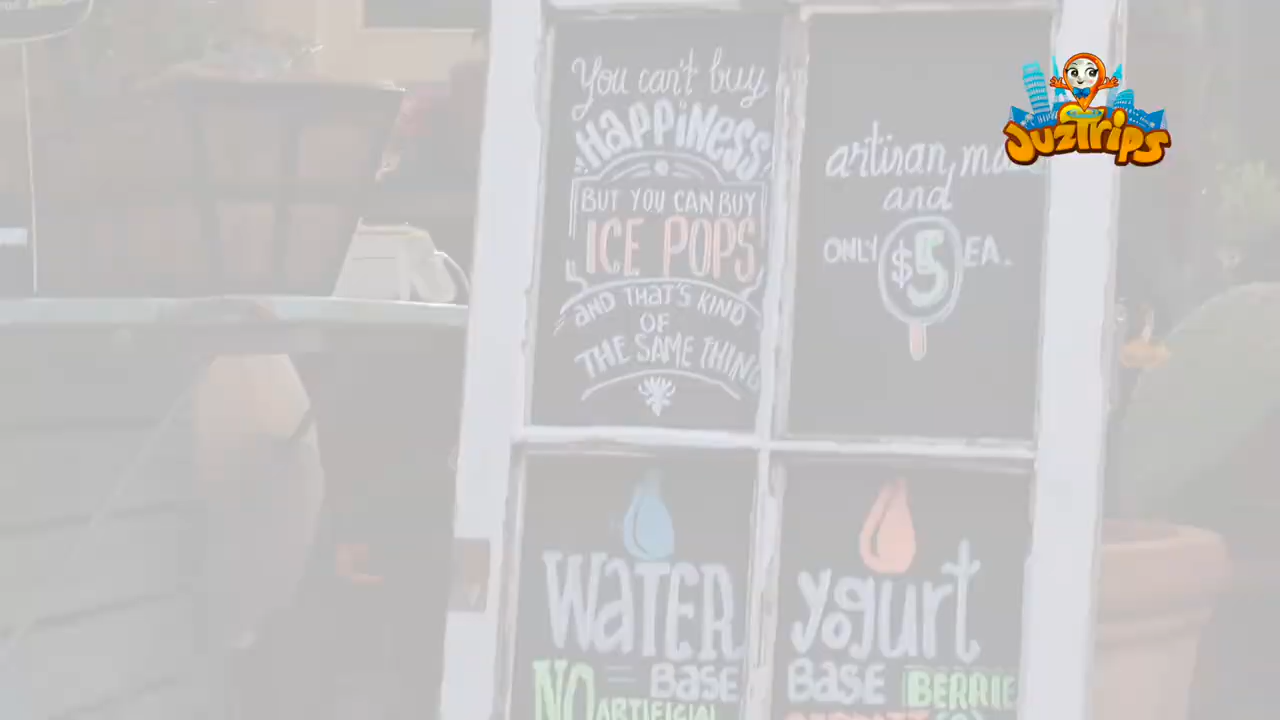 You can't buy
HAPPINESS
BUT YOU CAN BUY
ICE POPS
AND THAT'S KIND
OF
THE SAME THING
artisan
and
ONLY $5 EA.
WATER
BASE
NO ARTIFICIAL
yogurt
BASE
JuzTrips